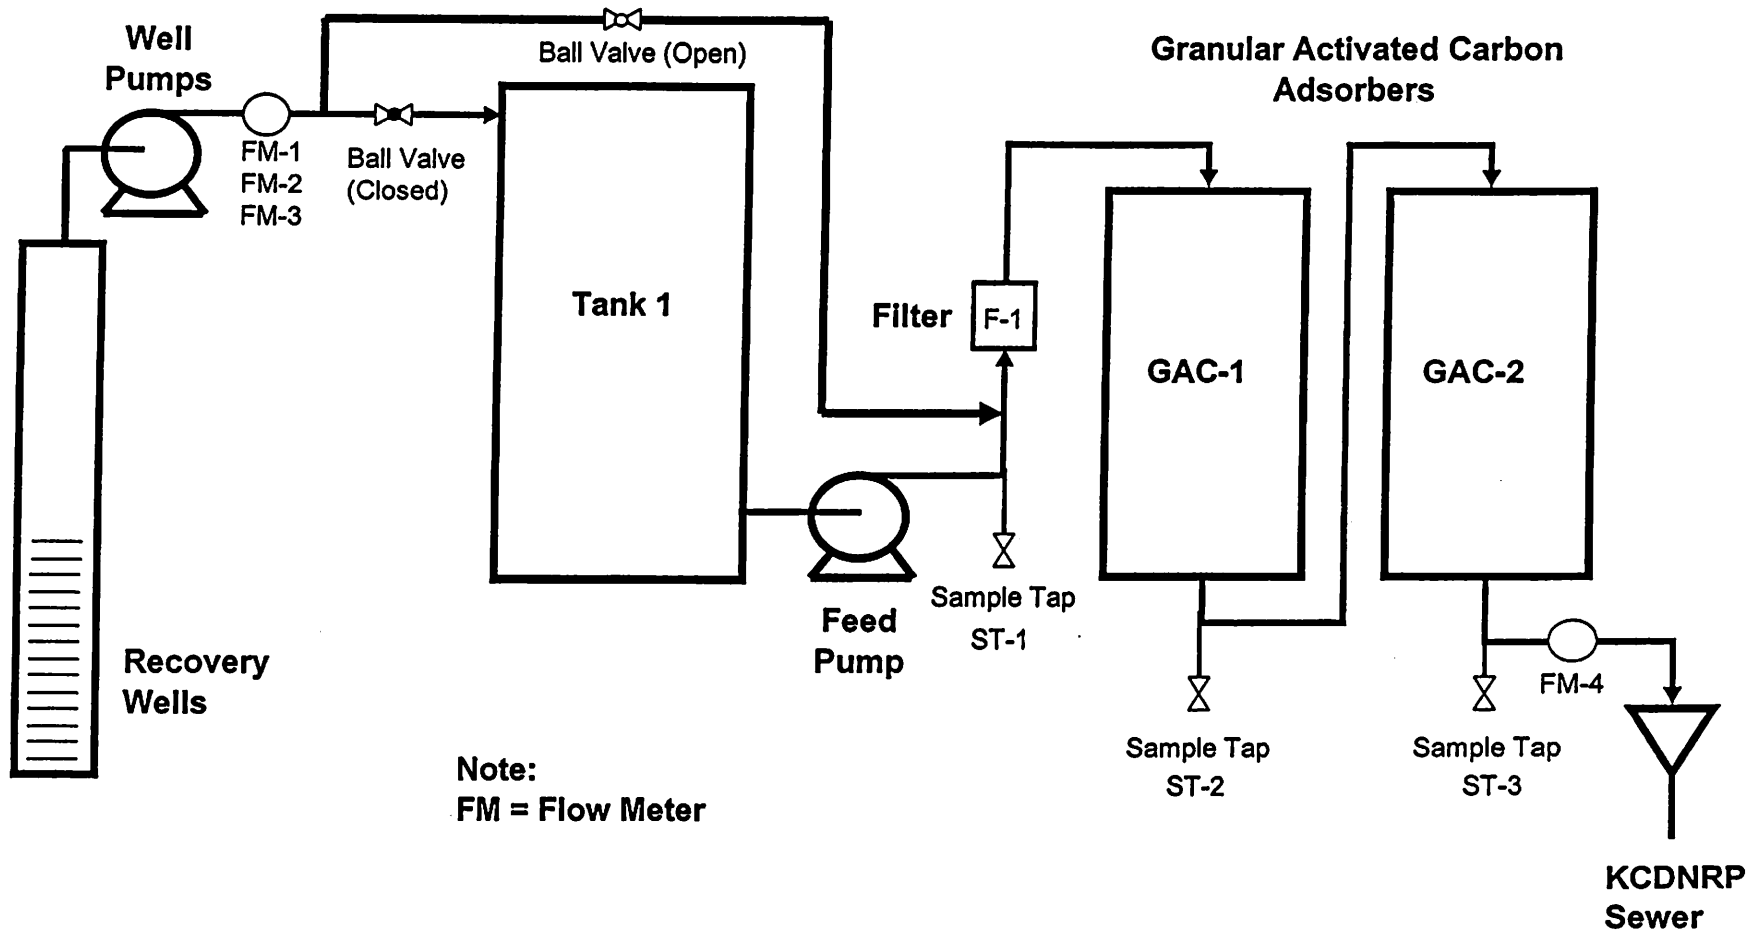 Well
Pumps
Ball Valve (Open)
Granular Activated Carbon
Adsorbers
FM-1
FM-2
FM-3
Ball Valve
(Closed)
Tank 1
Filter
F-1
GAC-1
GAC-2
Sample Tap
ST-1
Feed
Pump
Recovery
Wells
FM-4
Sample Tap
ST-2
Sample Tap
ST-3
Note:
FM = Flow Meter
KCDNRP
Sewer